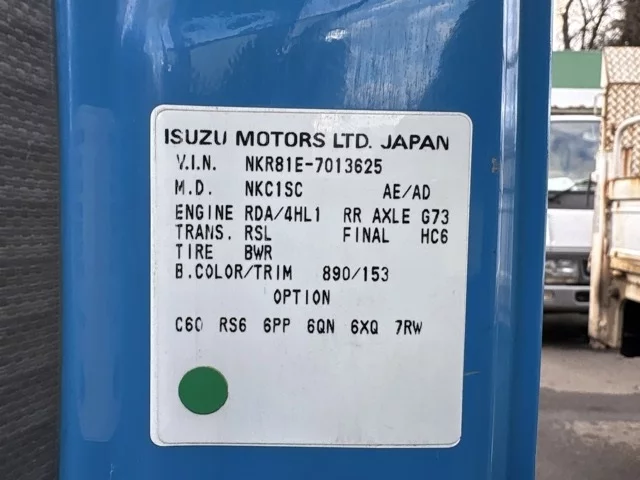 ISUZU MOTORS LTD. JAPAN
V.I.N. NKR81E-7013625
M.D. NKC1SC AE/AD
ENGINE RDA/4HL1 RR AXLE G73
TRANS. RSL FINAL HC6
TIRE BWR
B.COLOR/TRIM 890/153
OPTION
C60 RS6 6PP 6QN 6XQ 7RW